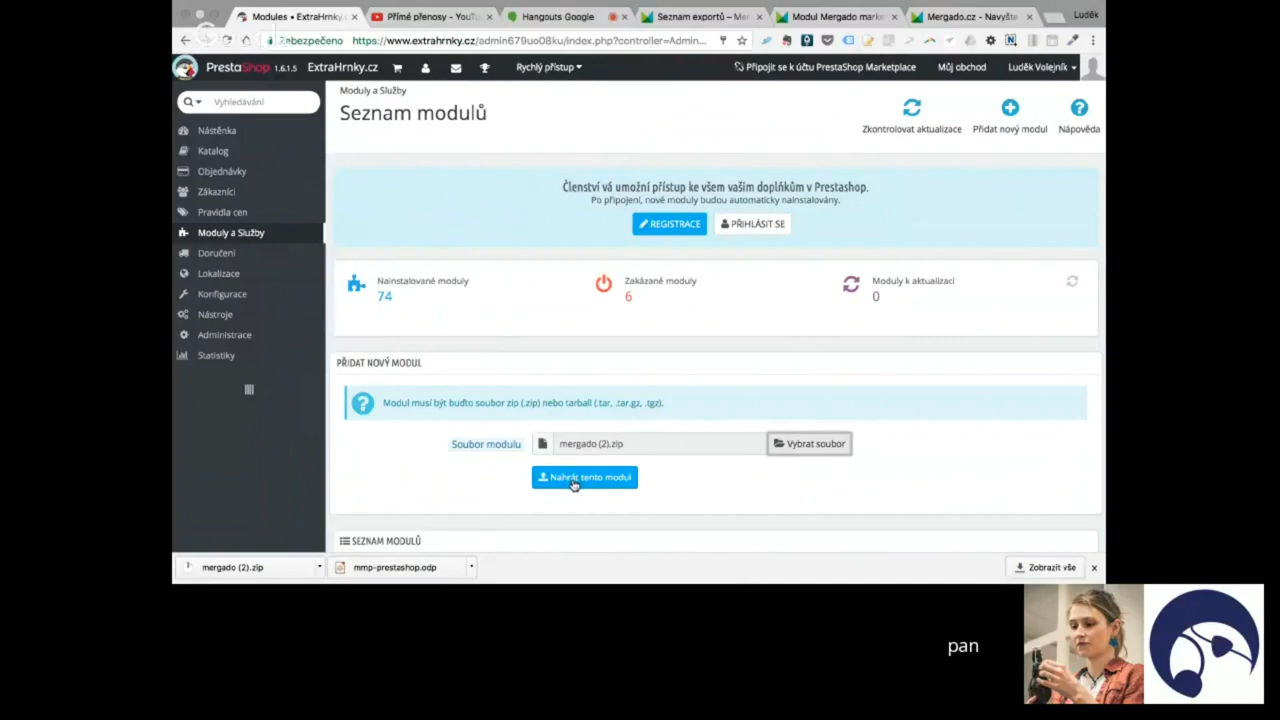 Modules • ExtraHrnky.
Přímé přenosy - YouTu
Hangouts Google
Seznam exportů – Mer
Modul Mergado market
Mergado.cz - Navyšte
Luděk
Zabezpečeno
https://www.extrahrnky.cz/admin679uo08ku/index.php?controller=Admin...
PrestaShop 1.6.1.5
ExtraHrnky.cz
Rychlý přístup
Připojit se k účtu PrestaShop Marketplace
Můj obchod
Luděk Volejník
Vyhledávání
Nástěnka
Katalog
Objednávky
Zákazníci
Pravidla cen
Moduly a Služby
Doručení
Lokalizace
Konfigurace
Nástroje
Administrace
Statistiky
Moduly a Služby
Seznam modulů
Zkontrolovat aktualizace
Přidat nový modul
Nápověda
Členství vá umožní přístup ke všem vašim doplňkům v Prestashop.
Po připojení, nové moduly budou automaticky nainstalovány.
REGISTRACE
PŘIHLÁSIT SE
Nainstalované moduly
74
Zakázané moduly
6
Moduly k aktualizaci
0
PŘIDAT NOVÝ MODUL
Modul musí být buďto soubor zip (.zip) nebo tarball (.tar, .tar.gz, .tgz).
Soubor modulu
mergado (2).zip
Vybrat soubor
Nahrát tento modul
SEZNAM MODULŮ
mergado (2).zip
mmp-prestashop.odp
Zobrazit vše
pan